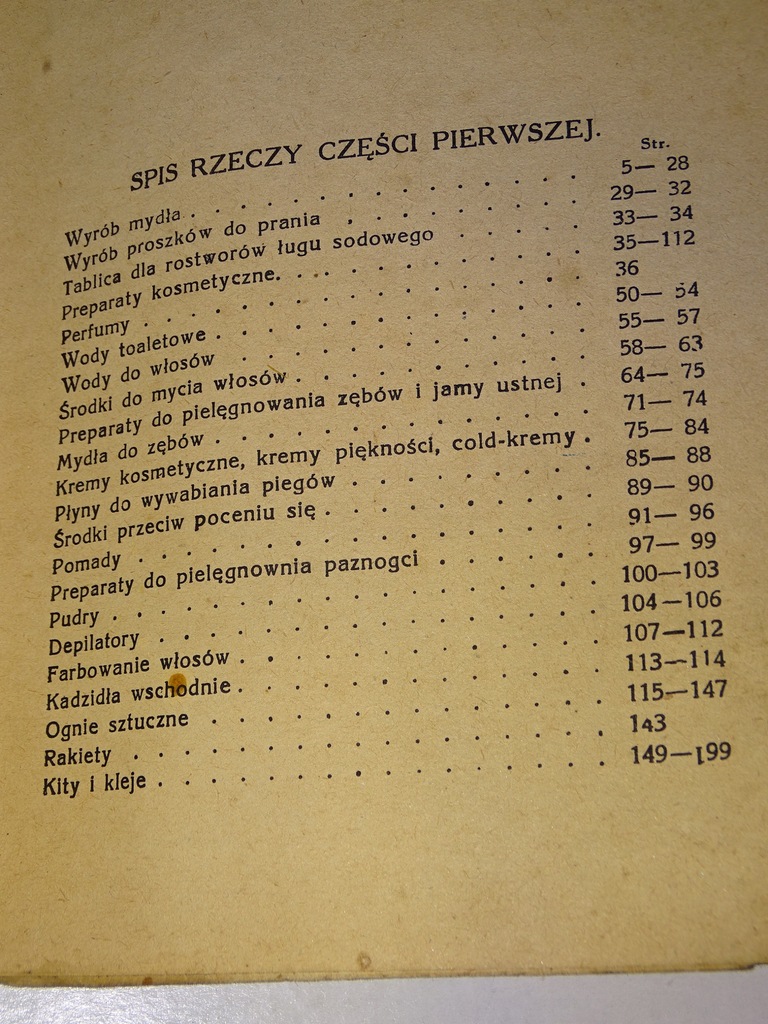 SPIS RZECZY CZĘŚCI PIERWSZEJ.
Str.
Wyrób mydła . . . . . . . . . . . . . 5— 28
Wyrób proszków do prania . . . . . . . . 29— 32
Tablica dla rostworów ługu sodowego . . . . . 33— 34
Preparaty kosmetyczne. . . . . . . . . . . 35—112
Perfumy . . . . . . . . . . . . . . 36
Wody toaletowe . . . . . . . . . . . . 50— 54
Wody do włosów . . . . . . . . . . . . 55— 57
Środki do mycia włosów . . . . . . . . . . 58— 63
Preparaty do pielęgnowania zębów i jamy ustnej . 64— 75
Mydła do zębów . . . . . . . . . . . . 71— 74
Kremy kosmetyczne, kremy piękności, cold-kremy . 75— 84
Płyny do wywabiania piegów . . . . . . . . 85— 88
Środki przeciw poceniu się . . . . . . . . . 89— 90
Pomady . . . . . . . . . . . . . . 91— 96
Preparaty do pielęgnownia paznogci . . . . . . 97— 99
Pudry . . . . . . . . . . . . . . . 100—103
Depilatory . . . . . . . . . . . . . . 104—106
Farbowanie włosów . . . . . . . . . . . 107—112
Kadzidła wschodnie . . . . . . . . . . . 113—114
Ognie sztuczne . . . . . . . . . . . . 115—147
Rakiety . . . . . . . . . . . . . . 143
Kity i kleje . . . . . . . . . . . . . 149—199